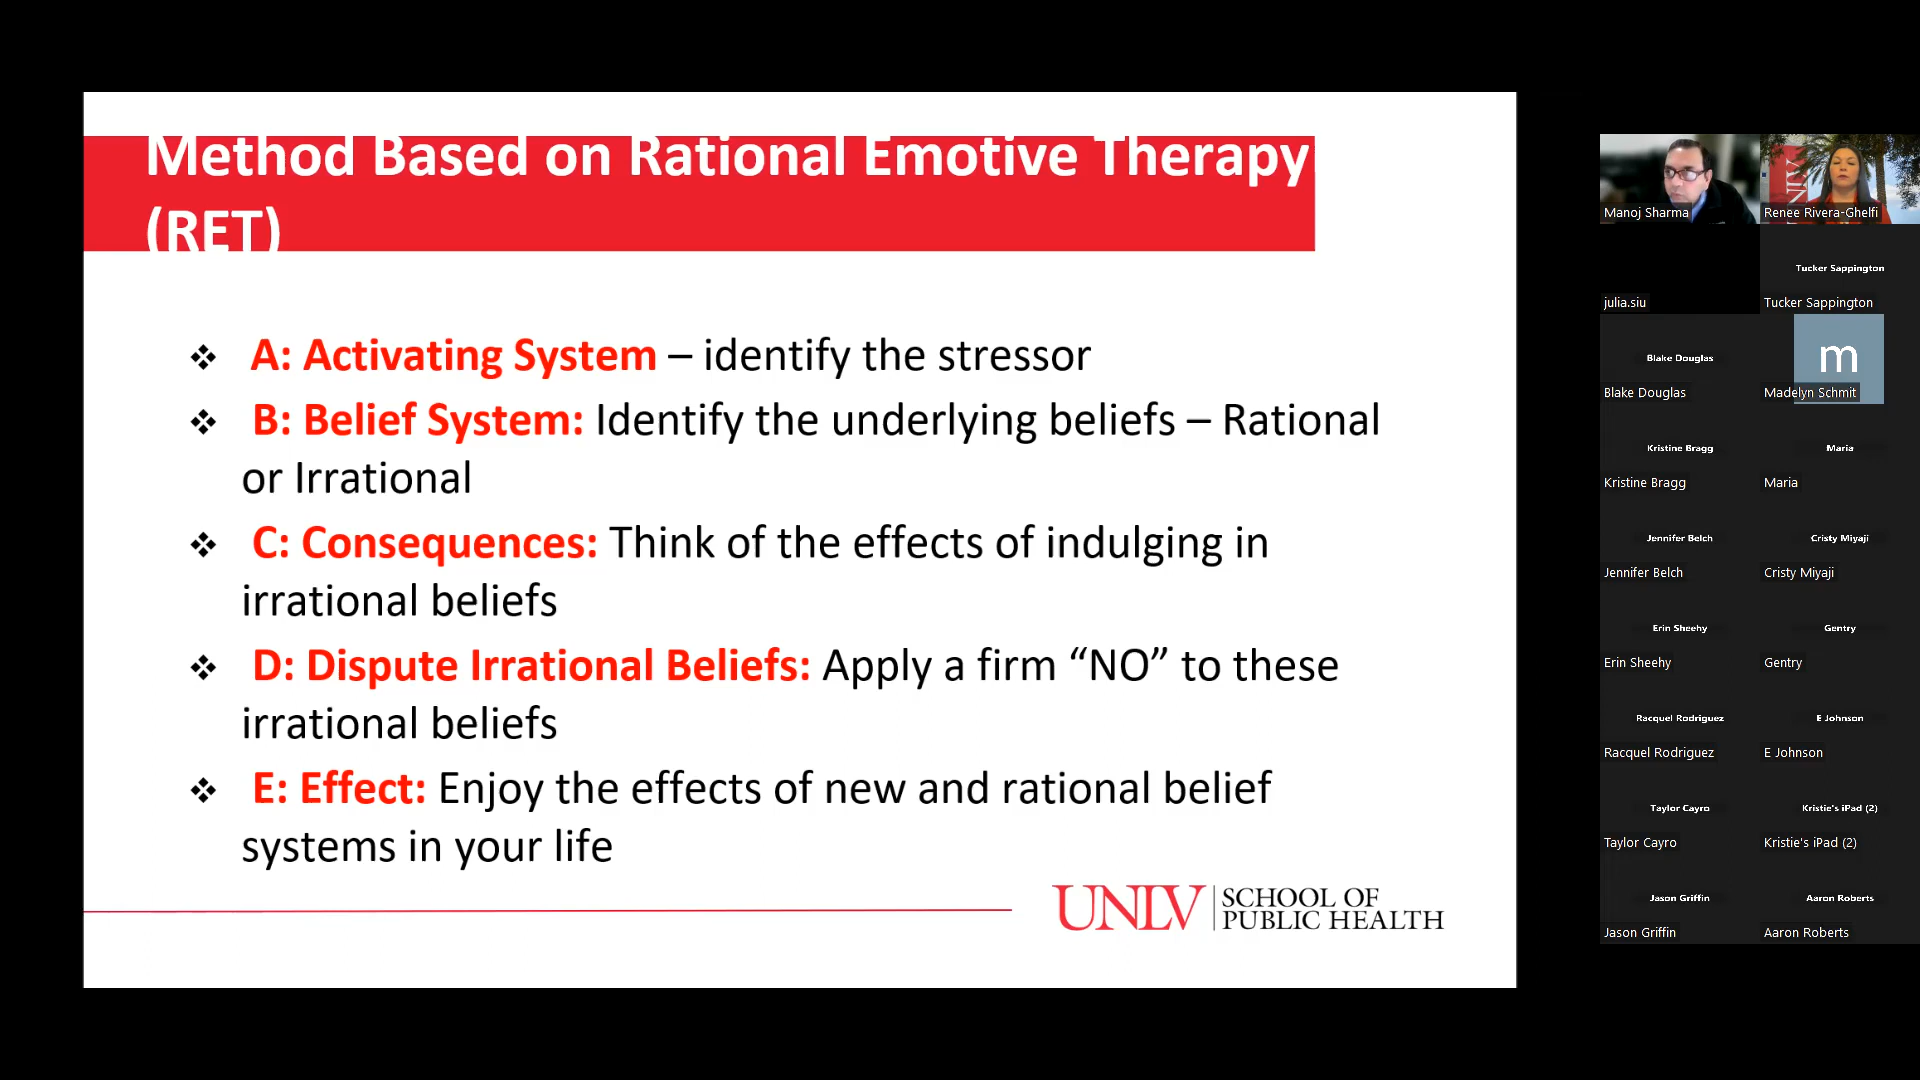 Method Based on Rational Emotive Therapy
(RET)
❖ A: Activating System – identify the stressor
❖ B: Belief System: Identify the underlying beliefs – Rational
or Irrational
❖ C: Consequences: Think of the effects of indulging in
irrational beliefs
❖ D: Dispute Irrational Beliefs: Apply a firm “NO” to these
irrational beliefs
❖ E: Effect: Enjoy the effects of new and rational belief
systems in your life
UNLV SCHOOL OF
PUBLIC HEALTH
Manoj Sharma
UNLV
Renee Rivera-Ghelfi
julia.siu
Tucker Sappington
Tucker Sappington
Blake Douglas
Blake Douglas
m
Madelyn Schmit
Kristine Bragg
Kristine Bragg
Maria
Maria
Jennifer Belch
Jennifer Belch
Cristy Miyaji
Cristy Miyaji
Erin Sheehy
Erin Sheehy
Gentry
Gentry
Racquel Rodriguez
Racquel Rodriguez
E Johnson
E Johnson
Taylor Cayro
Taylor Cayro
Kristie's iPad (2)
Kristie's iPad (2)
Jason Griffin
Jason Griffin
Aaron Roberts
Aaron Roberts